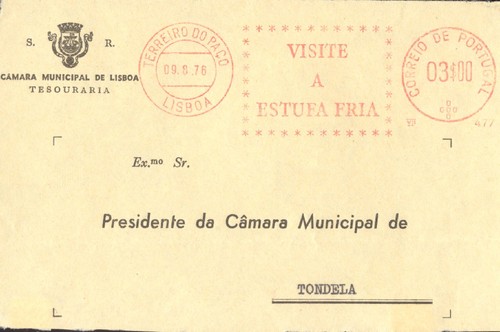 S. R.
CÂMARA MUNICIPAL DE LISBOA
TESOURARIA
TERREIRO DO PAÇO
09. 8. 76
LISBOA
VISITE
A
ESTUFA FRIA
CORREIO DE PORTUGAL
03$00
477
Ex.mo Sr.
Presidente da Câmara Municipal de
TONDELA